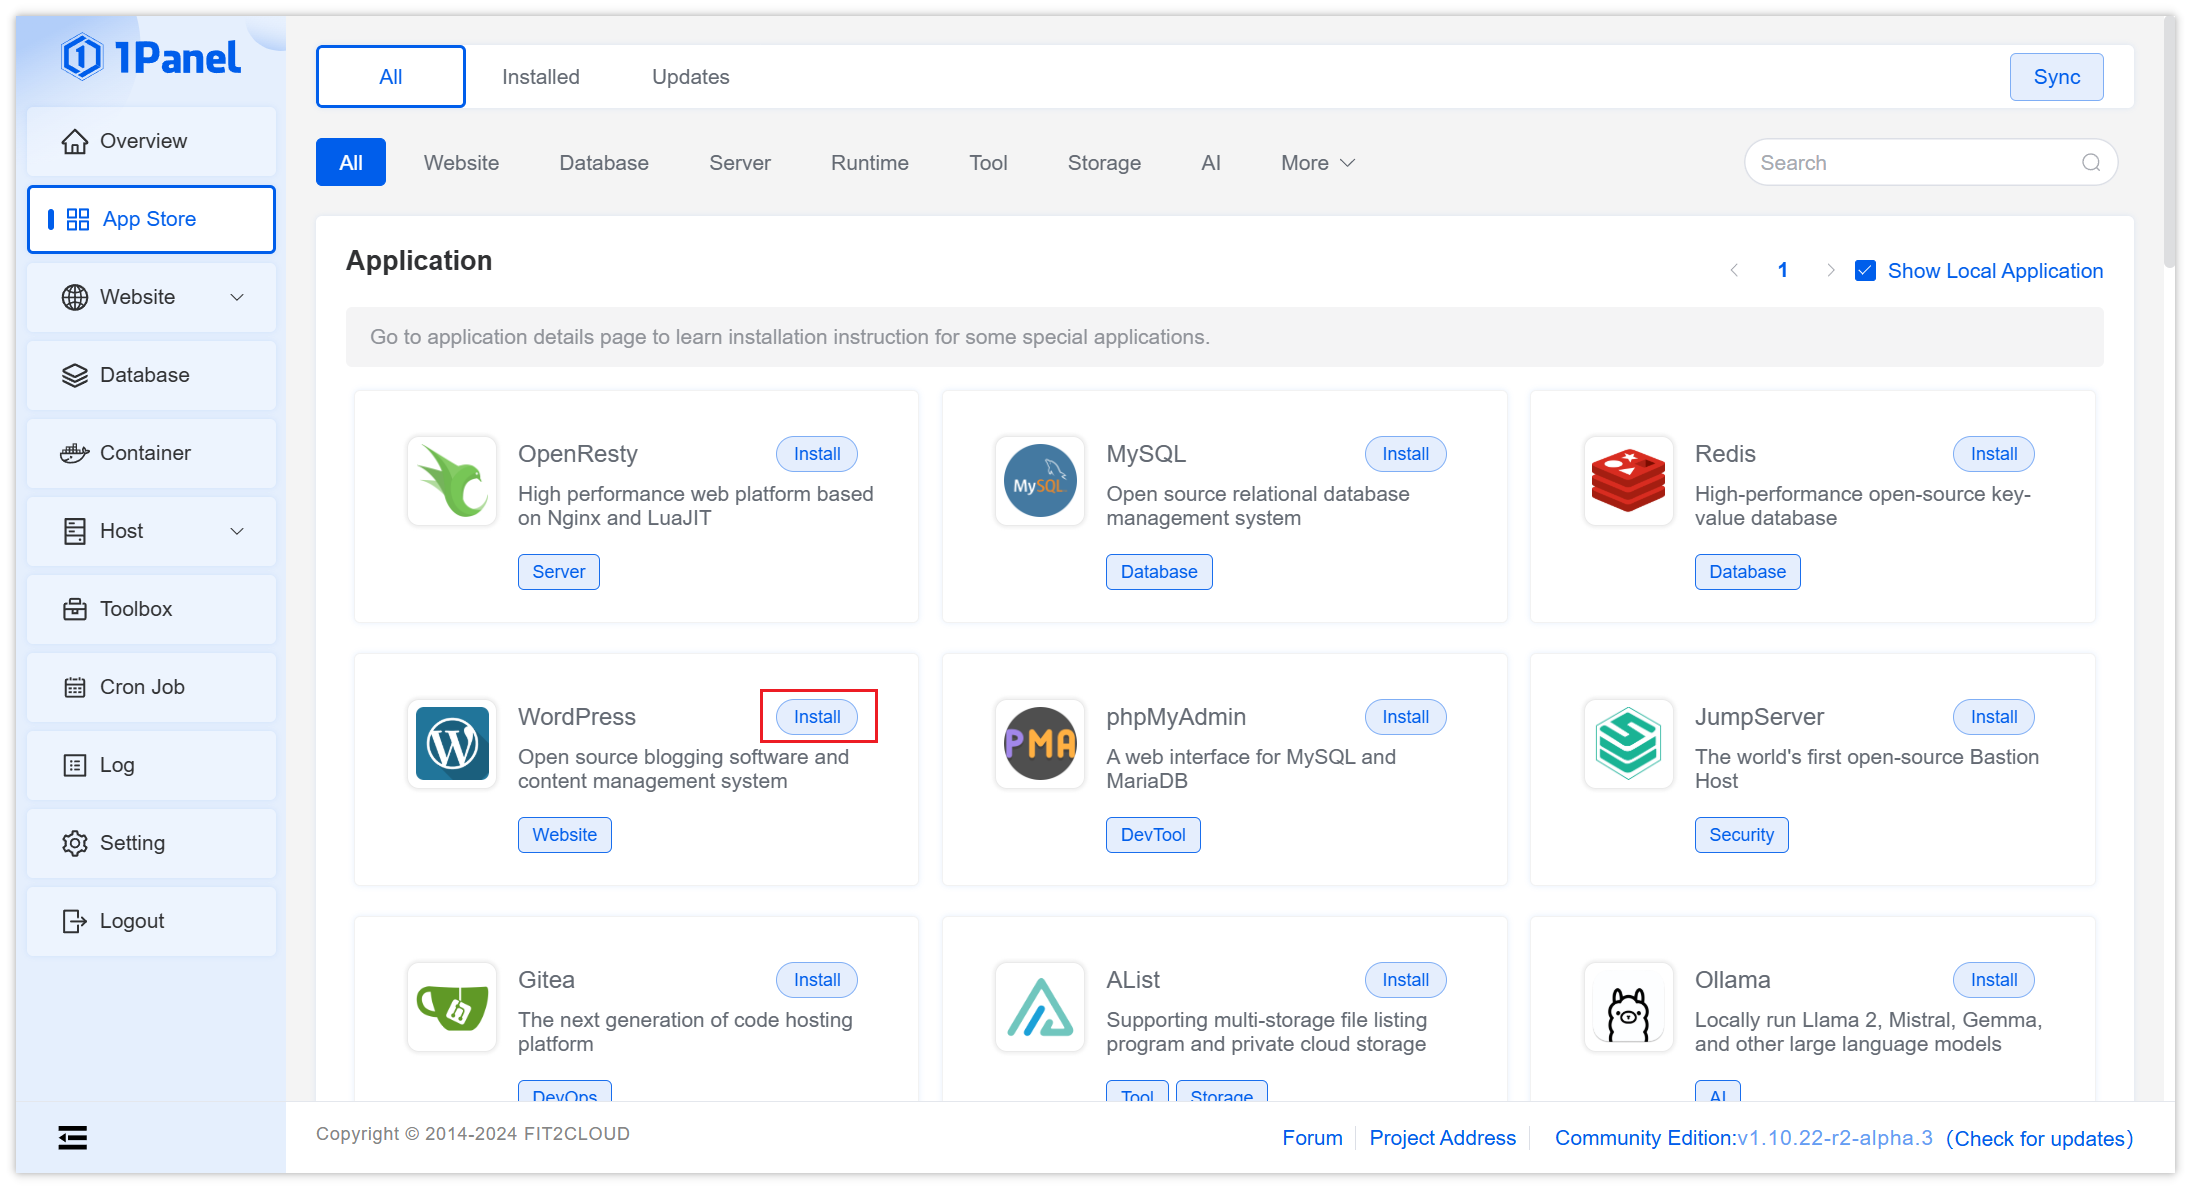 1Panel
Overview
App Store
Website
Database
Container
Host
Toolbox
Cron Job
Log
Setting
Logout
All Installed Updates Sync
All Website Database Server Runtime Tool Storage AI More Search
Application
1 Show Local Application
Go to application details page to learn installation instruction for some special applications.
OpenResty Install
High performance web platform based
on Nginx and LuaJIT
Server
MySQL
MySQL Install
Open source relational database
management system
Database
Redis Install
High-performance open-source key-
value database
Database
W
WordPress Install
Open source blogging software and
content management system
Website
PMA
phpMyAdmin Install
A web interface for MySQL and
MariaDB
DevTool
JumpServer Install
The world's first open-source Bastion
Host
Security
Gitea Install
The next generation of code hosting
platform
DevOps
AList Install
Supporting multi-storage file listing
program and private cloud storage
Tool Storage
Ollama Install
Locally run Llama 2, Mistral, Gemma,
and other large language models
AI
Copyright © 2014-2024 FIT2CLOUD
Forum Project Address Community Edition:v1.10.22-r2-alpha.3 (Check for updates)